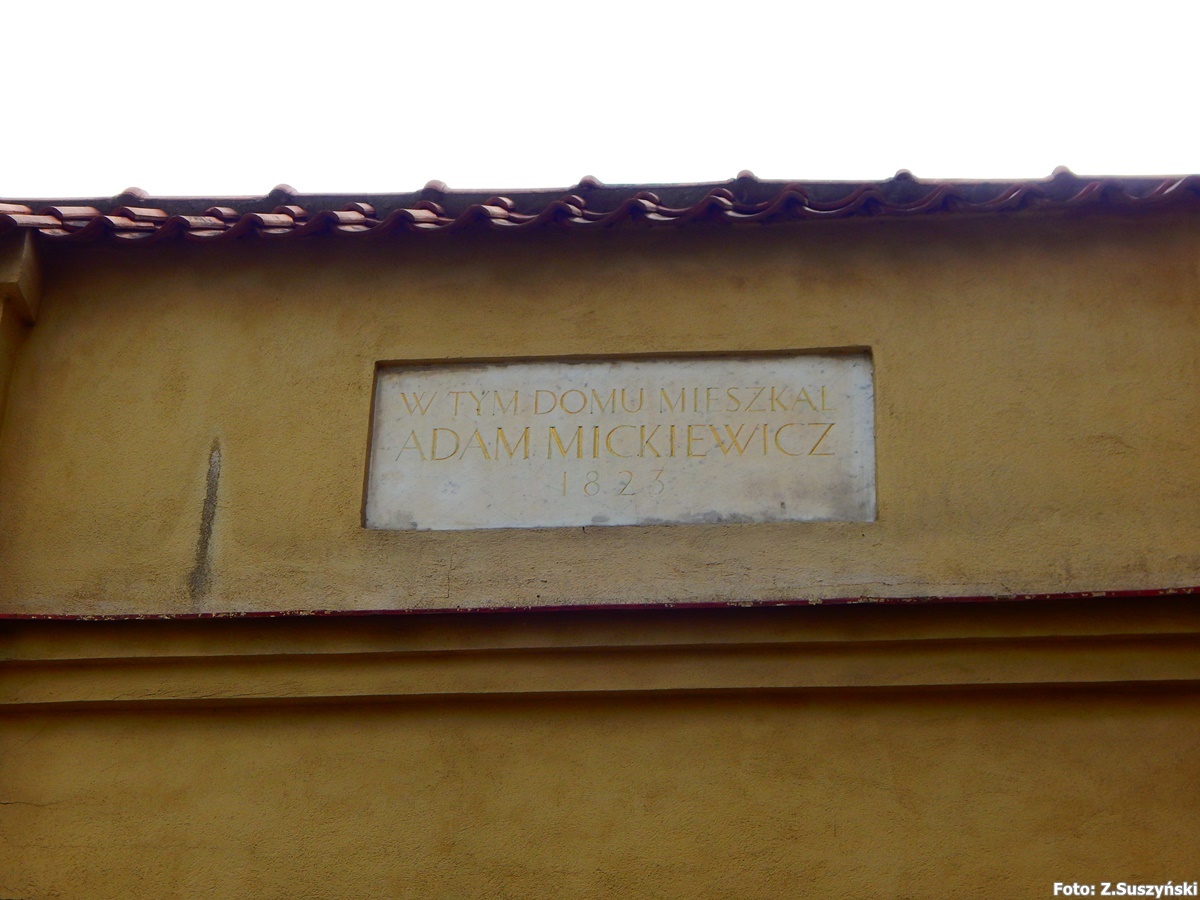 W TYM DOMU MIESZKAŁ
ADAM MICKIEWICZ
1823
Foto: Z.Suszyński